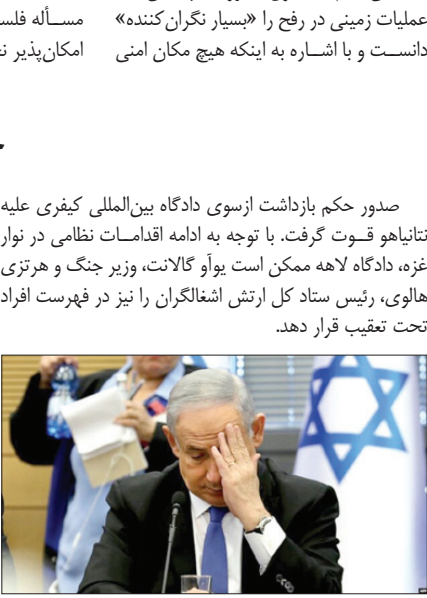 عملیات زمینی در رفح را «بسیار نگران‌کننده»
دانســت و با اشــاره به اینکه هیچ مکان امنی
مســأله فلس
امکان‌پذیر نـ
صدور حکم بازداشت ازسوی دادگاه بین‌المللی کیفری علیه
نتانیاهو قــوت گرفت. با توجه به ادامه اقدامــات نظامی در نوار
غزه، دادگاه لاهه ممکن است یوآو گالانت، وزیر جنگ و هرتزی
هالوی، رئیس ستاد کل ارتش اشغالگران را نیز در فهرست افراد
تحت تعقیب قرار دهد.